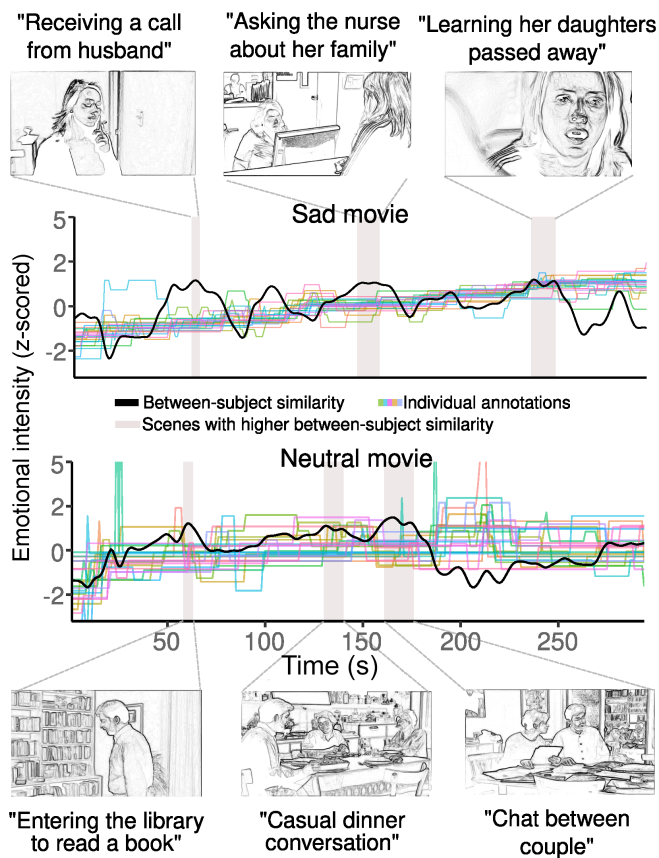 "Receiving a call
from husband"
"Asking the nurse
about her family"
"Learning her daughters
passed away"
Sad movie
5
2
0
-2
Emotional intensity (z-scored)
Between-subject similarity
Individual annotations
Scenes with higher between-subject similarity
Neutral movie
5
2
0
-2
50
100
150
200
250
Time (s)
"Entering the library
to read a book"
"Casual dinner
conversation"
"Chat between
couple"